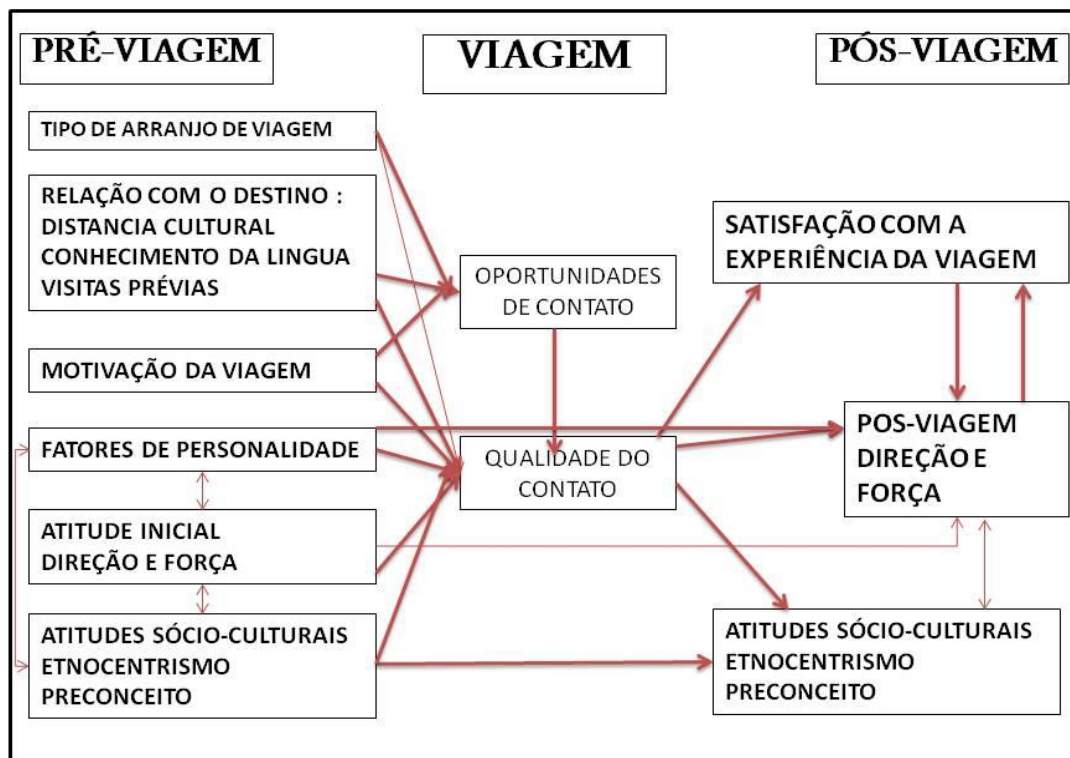 PRÉ-VIAGEM
VIAGEM
PÓS-VIAGEM
TIPO DE ARRANJO DE VIAGEM
RELAÇÃO COM O DESTINO :
DISTANCIA CULTURAL
CONHECIMENTO DA LINGUA
VISITAS PRÉVIAS
MOTIVAÇÃO DA VIAGEM
FATORES DE PERSONALIDADE
ATITUDE INICIAL
DIREÇÃO E FORÇA
ATITUDES SÓCIO-CULTURAIS
ETNOCENTRISMO
PRECONCEITO
OPORTUNIDADES
DE CONTATO
QUALIDADE DO
CONTATO
SATISFAÇÃO COM A
EXPERIÊNCIA DA VIAGEM
POS-VIAGEM
DIREÇÃO E
FORÇA
ATITUDES SÓCIO-CULTURAIS
ETNOCENTRISMO
PRECONCEITO